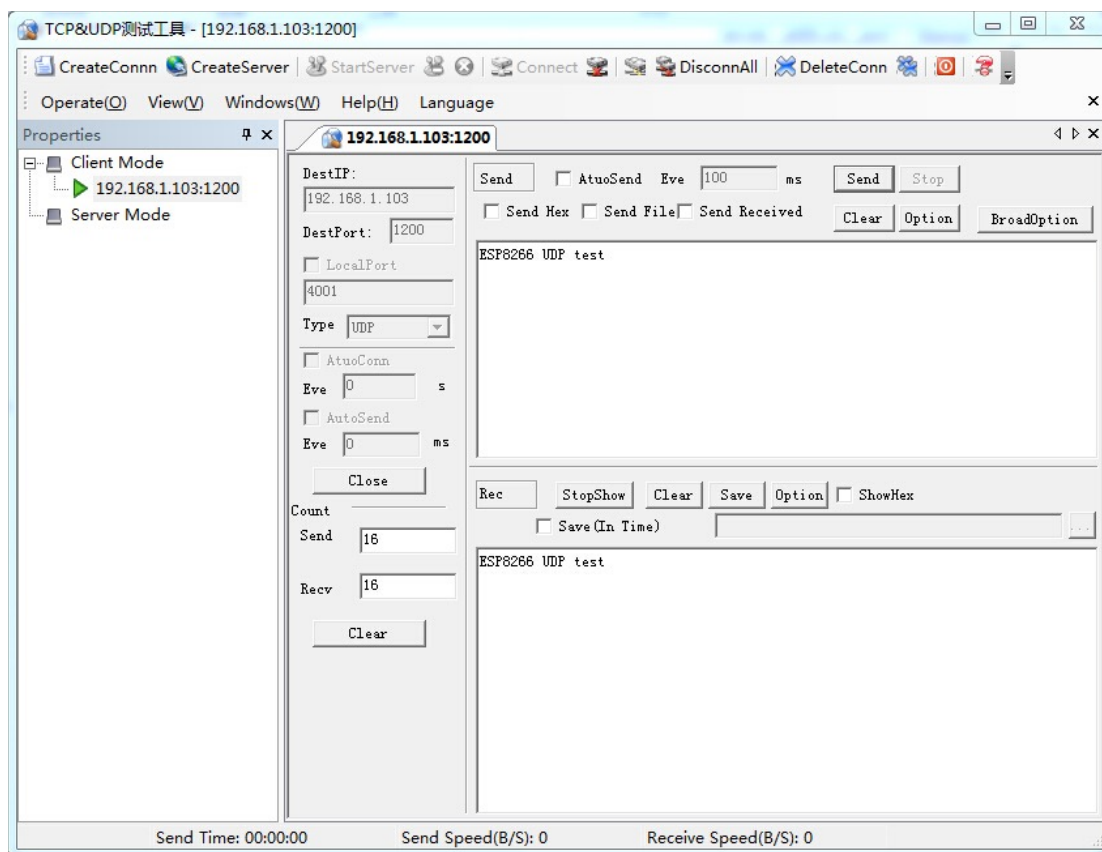 TCP&UDP测试工具 - [192.168.1.103:1200]
CreateConnn CreateServer StartServer Connect DisconnAll DeleteConn
Operate(O) View(V) Windows(W) Help(H) Language
Properties
Client Mode
192.168.1.103:1200
Server Mode
192.168.1.103:1200
DestIP:
192.168.1.103
DestPort: 1200
LocalPort
4001
Type UDP
AtuoConn
Eve 0 s
AutoSend
Eve 0 ms
Close
Count
Send 16
Recv 16
Clear
Send AtuoSend Eve 100 ms Send Stop
Send Hex Send File Send Received Clear Option BroadOption
ESP8266 UDP test
Rec StopShow Clear Save Option ShowHex
Save(In Time) ...
ESP8266 UDP test
Send Time: 00:00:00 Send Speed(B/S): 0 Receive Speed(B/S): 0